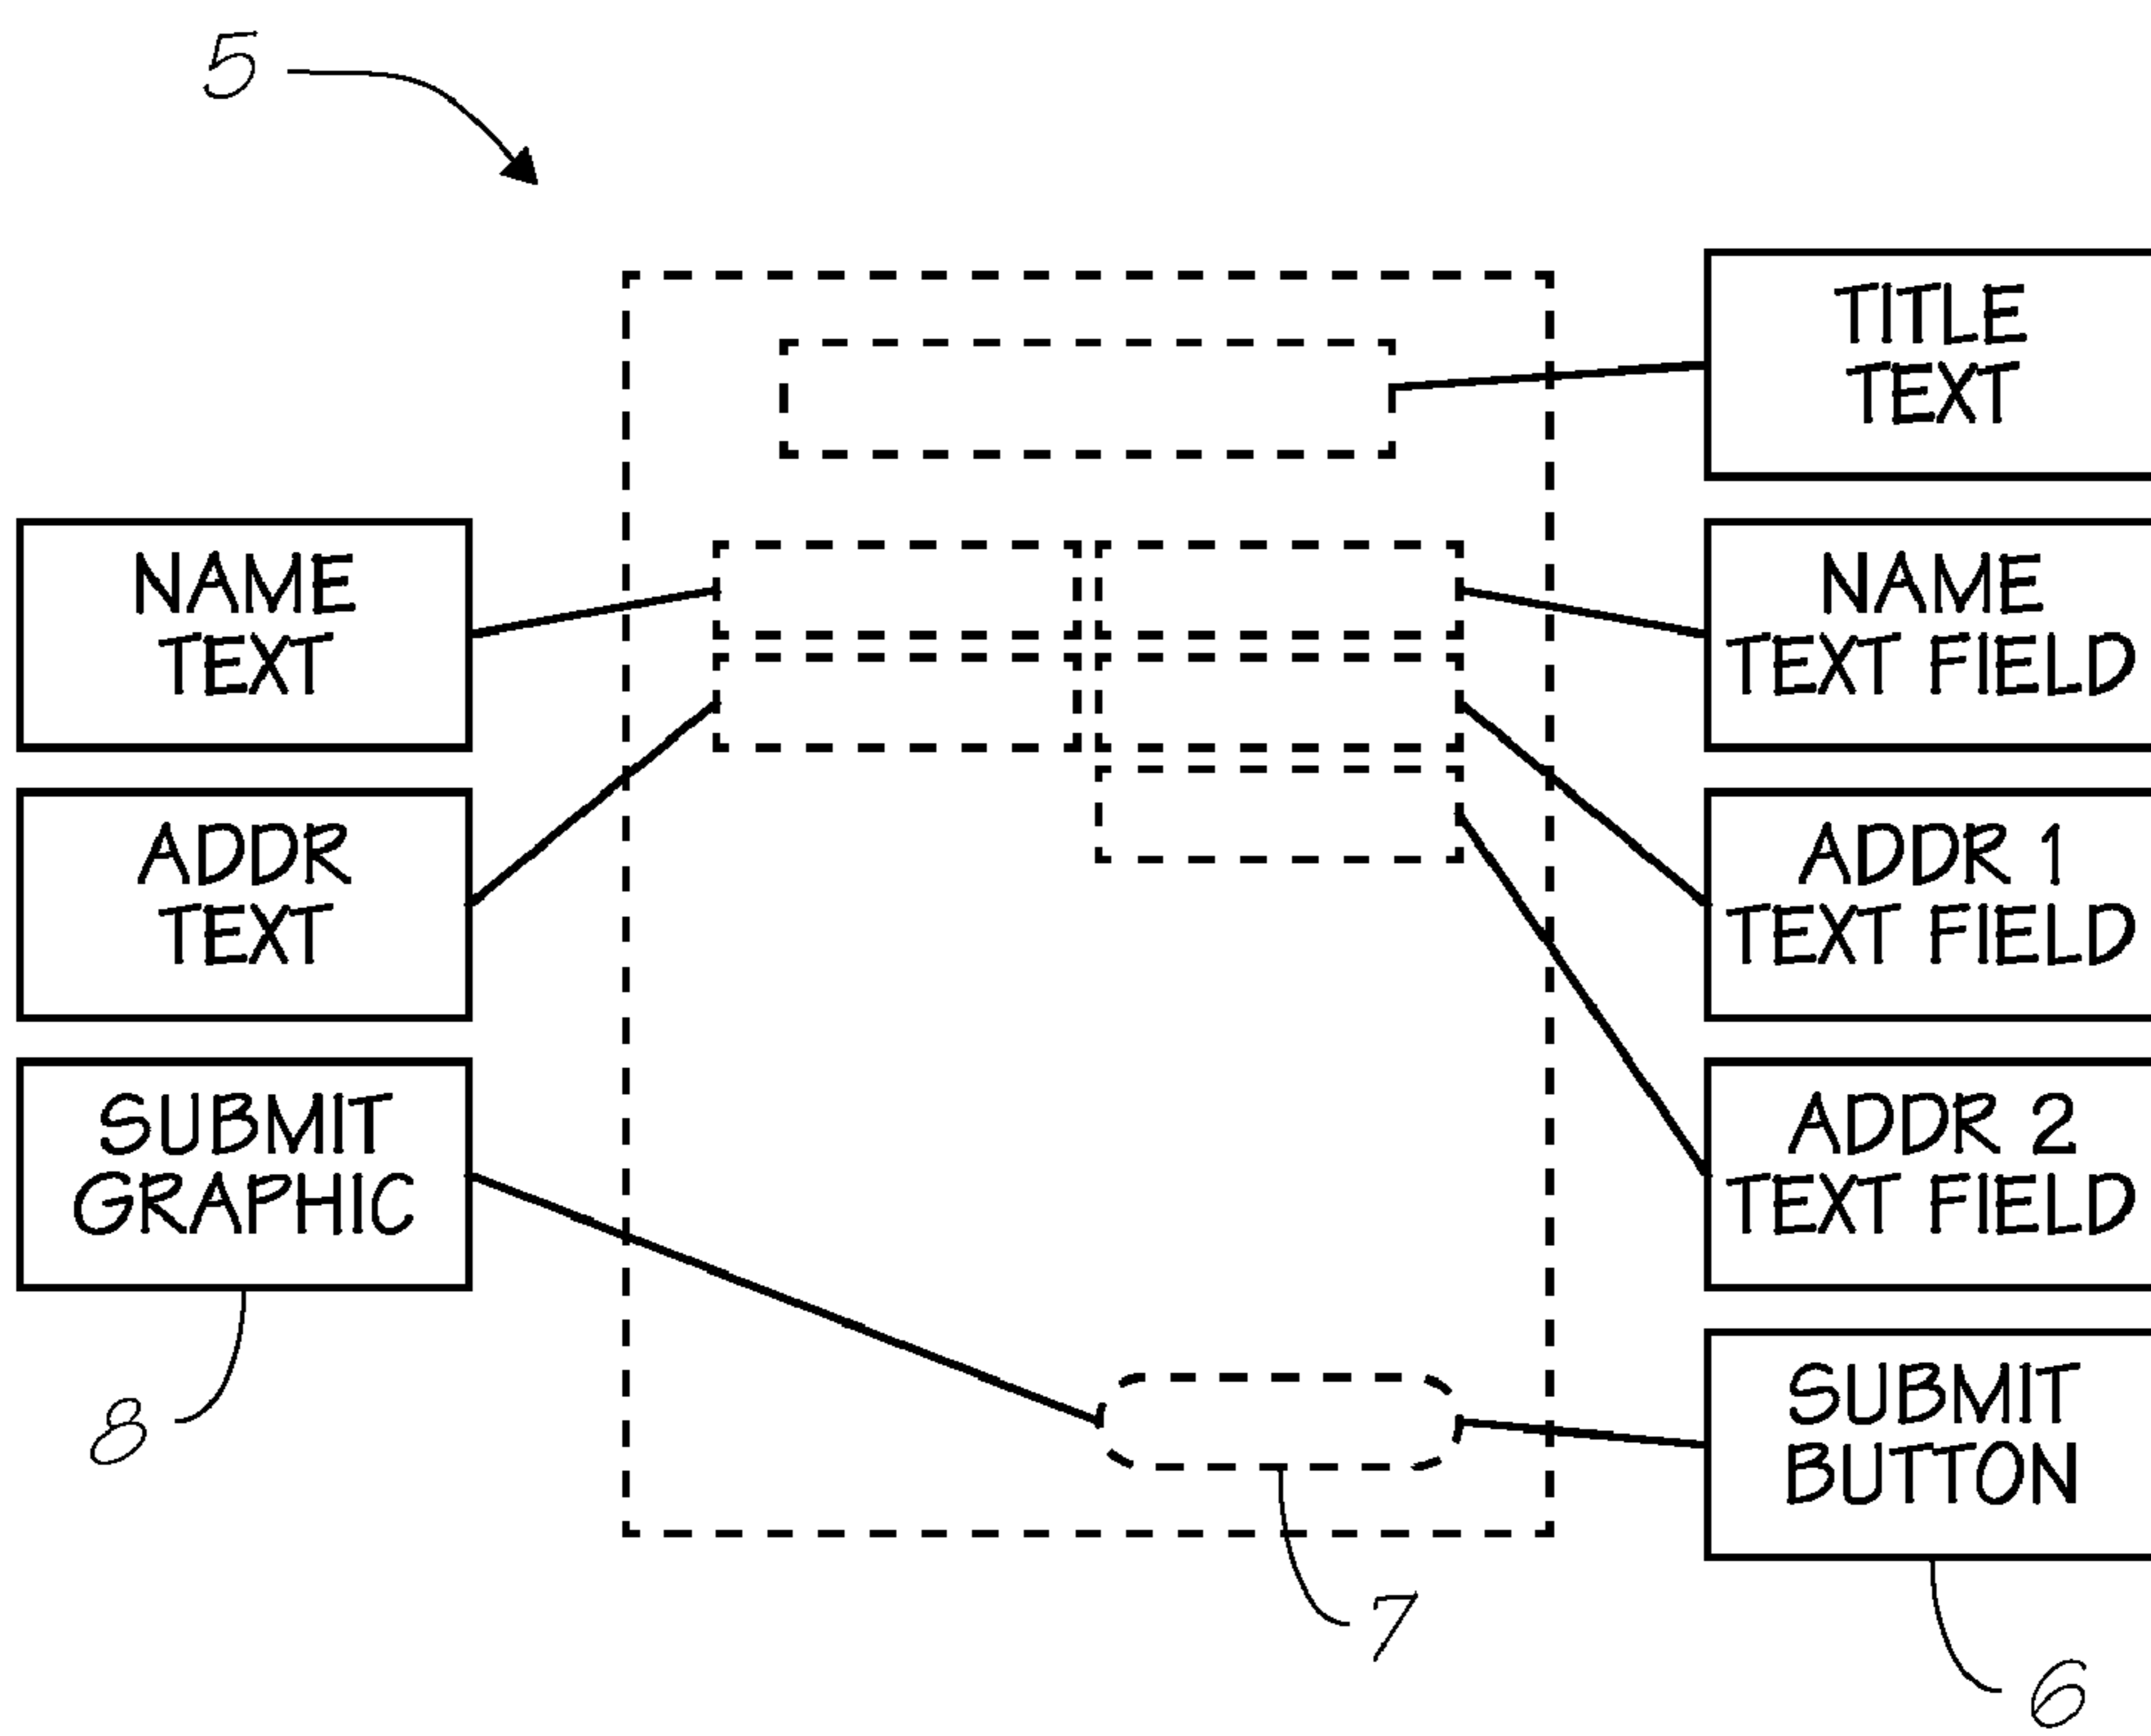 5
TITLE
TEXT
NAME
TEXT
NAME
TEXT FIELD
ADDR
TEXT
ADDR 1
TEXT FIELD
SUBMIT
GRAPHIC
ADDR 2
TEXT FIELD
SUBMIT
BUTTON
8
7
6